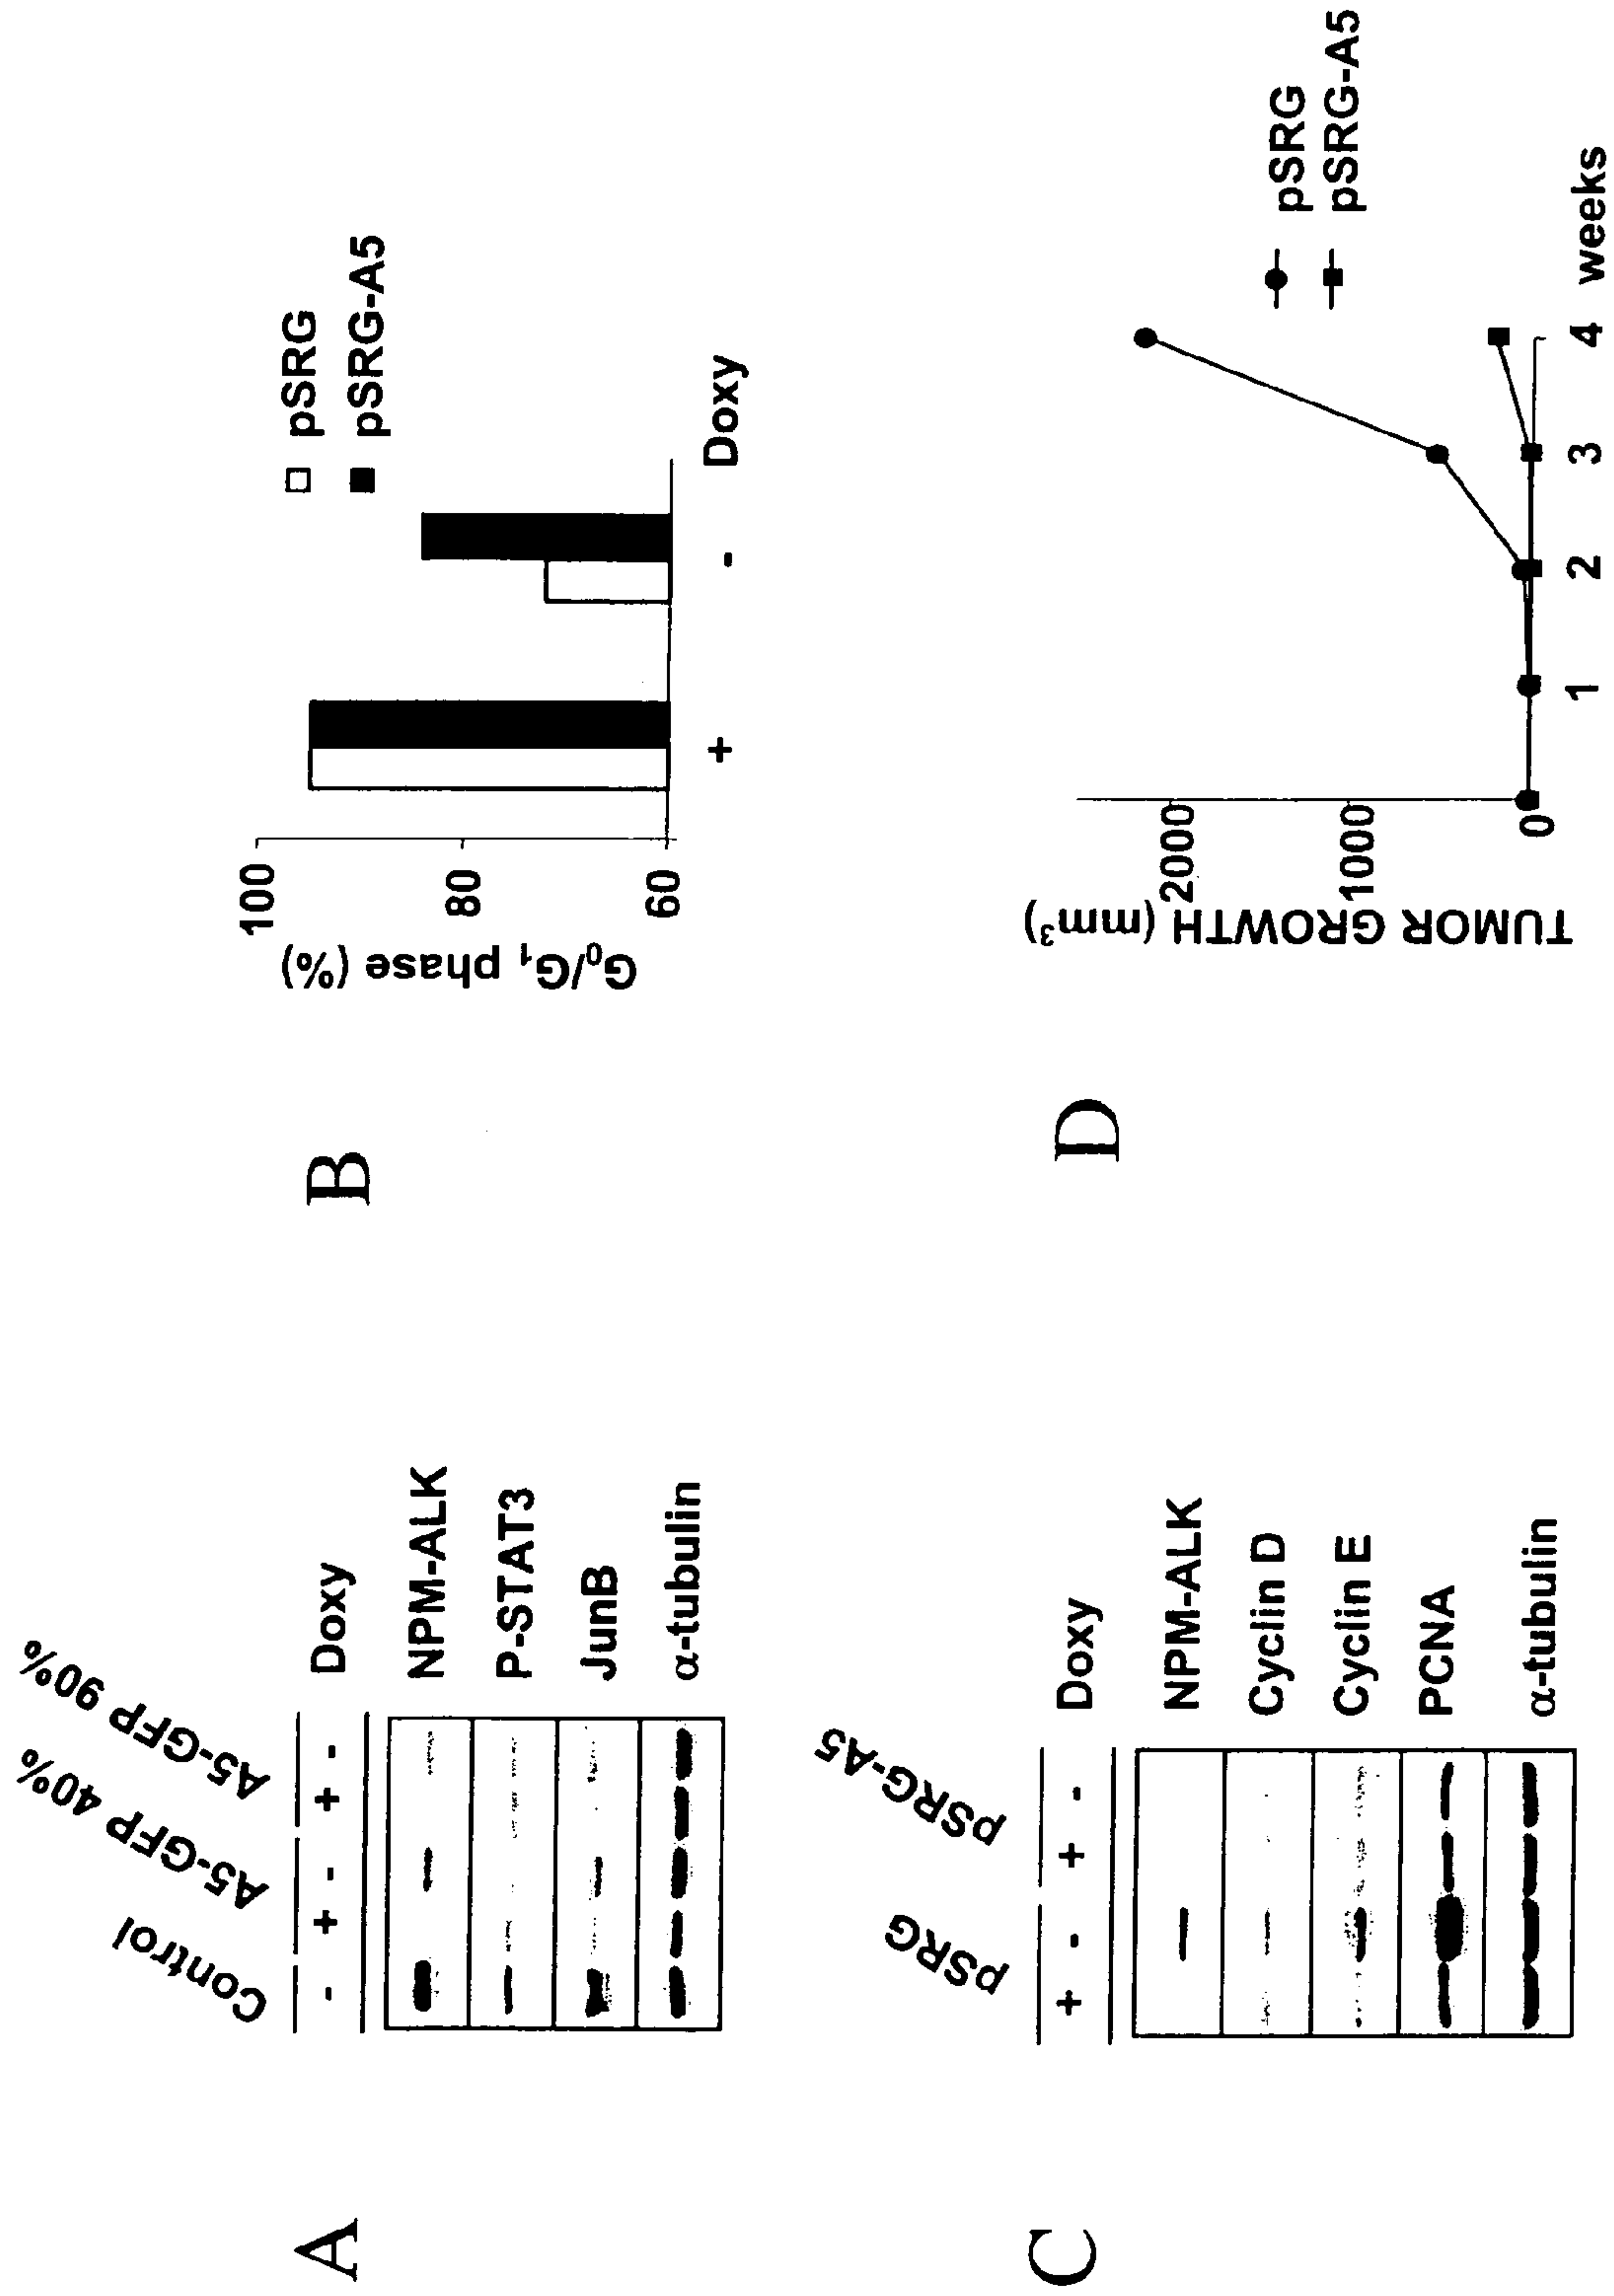 A
Control
A5-GFP 40%
A5-GFP 90%
- + - + - Doxy
NPM-ALK
P-STAT3
JunB
α-tubulin
B
G0/G1 phase (%)
100
80
60
+ - Doxy
pSRG
pSRG-A5
C
pSRG
pSRG-A5
+ - + - Doxy
NPM-ALK
Cyclin D
Cyclin E
PCNA
α-tubulin
D
TUMOR GROWTH (mm³)
2000
1000
0
1 2 3 4 weeks
pSRG
pSRG-A5